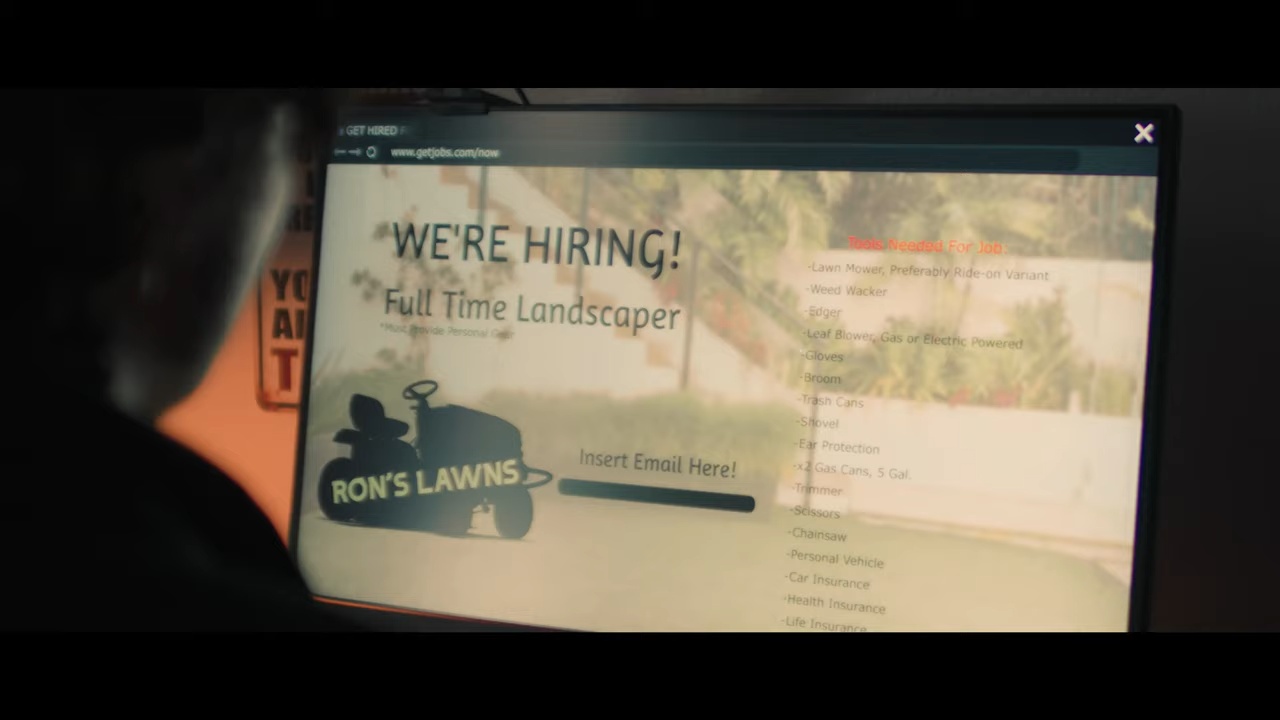 GET HIRED F
www.getjobs.com/now
WE'RE HIRING!
Full Time Landscaper
*Must Provide Personal Gear
RON'S LAWNS
Insert Email Here!
Tools Needed For Job:
-Lawn Mower, Preferably Ride-on Variant
-Weed Wacker
-Edger
-Leaf Blower, Gas or Electric Powered
-Gloves
-Broom
-Trash Cans
-Shovel
-Ear Protection
-x2 Gas Cans, 5 Gal.
-Trimmer
-Scissors
-Chainsaw
-Personal Vehicle
-Car Insurance
-Health Insurance
-Life Insurance
YO
AI
T